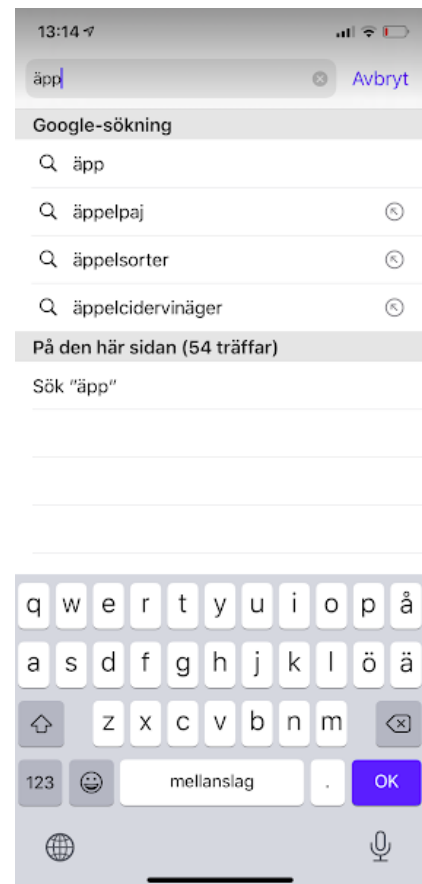 13:14
äpp
Avbryt
Google-sökning
äpp
äppelpaj
äppelsorter
äppelcidervinäger
På den här sidan (54 träffar)
Sök ”äpp”
q w e r t y u i o p å
a s d f g h j k l ö ä
z x c v b n m
123 mellanslag . OK